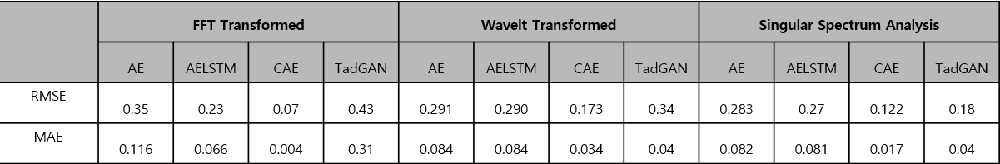 FFT Transformed Wavelt Transformed Singular Spectrum Analysis
AE AELSTM CAE TadGAN AE AELSTM CAE TadGAN AE AELSTM CAE TadGAN
RMSE 0.35 0.23 0.07 0.43 0.291 0.290 0.173 0.34 0.283 0.27 0.122 0.18
MAE 0.116 0.066 0.004 0.31 0.084 0.084 0.034 0.04 0.082 0.081 0.017 0.04